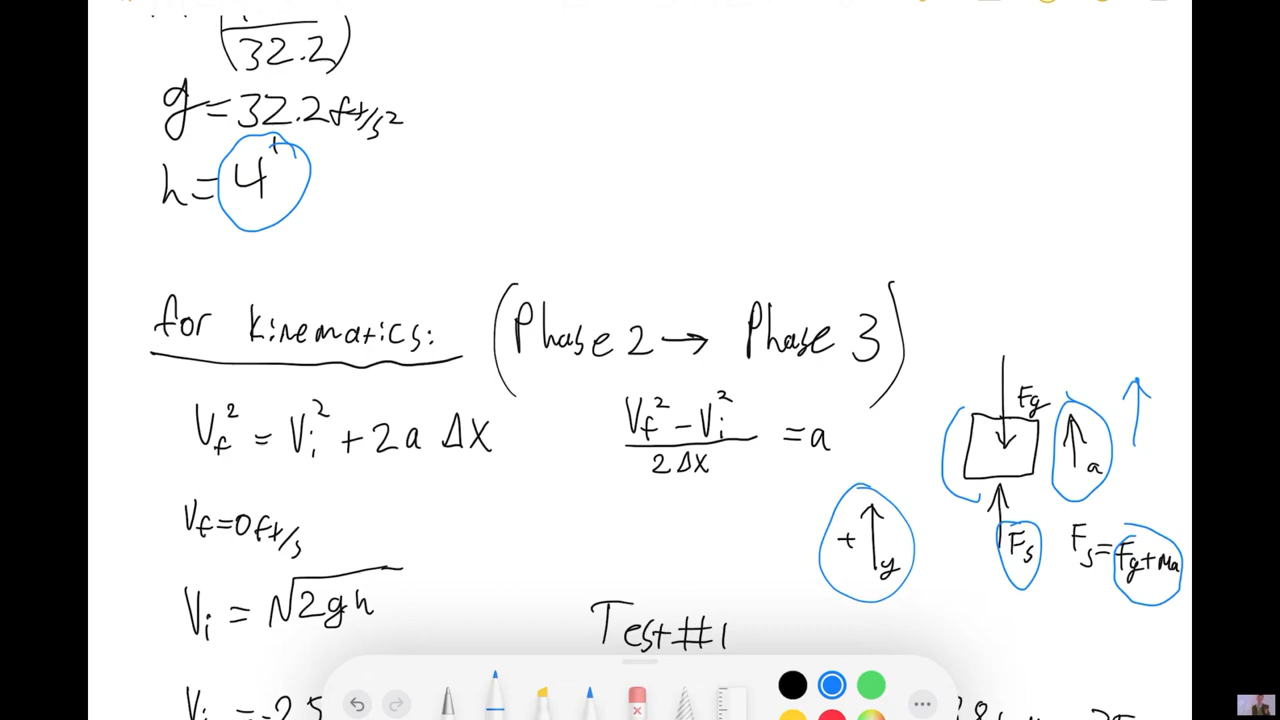 (32.2)
g = 32.2 ft/s²
h = 4
for kinematics: (Phase 2 → Phase 3)
Vf² = Vi² + 2a ΔX
Vf² - Vi² / 2ΔX = a
Fg
a
Vf = 0 ft/s
+ y
Fs
Fs = Fg + Ma
Vi = √2gh
Test #1